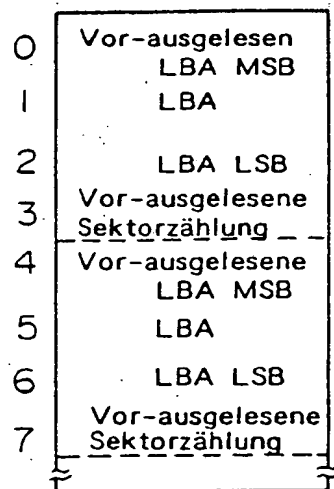 0 Vor-ausgelesen
LBA MSB
1 LBA
2 LBA LSB
Vor-ausgelesene
3 Sektorzählung
4 Vor-ausgelesene
LBA MSB
5 LBA
6 LBA LSB
Vor-ausgelesene
7 Sektorzählung